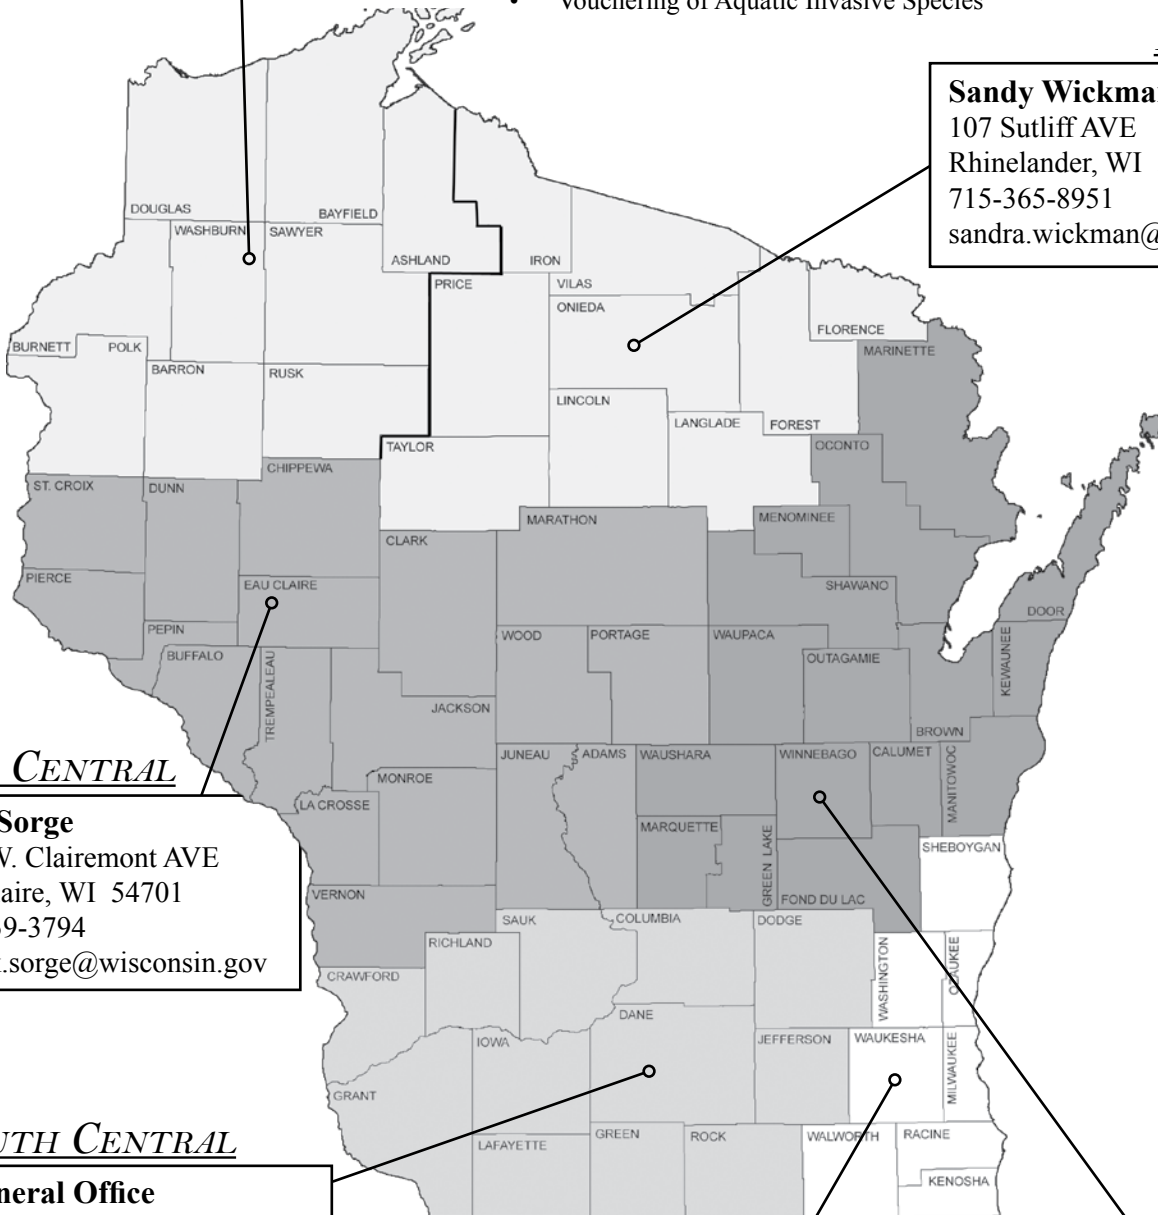 • Vouchering of Aquatic Invasive Species
Sandy Wickman
107 Sutliff AVE
Rhinelander, WI
715-365-8951
sandra.wickman@
DOUGLAS
BAYFIELD
WASHBURN
SAWYER
ASHLAND
IRON
PRICE
VILAS
ONIEDA
FLORENCE
BURNETT
POLK
MARINETTE
BARRON
RUSK
LINCOLN
LANGLADE
FOREST
TAYLOR
OCONTO
CHIPPEWA
ST. CROIX
DUNN
MARATHON
MENOMINEE
CLARK
PIERCE
EAU CLAIRE
SHAWANO
DOOR
PEPIN
WOOD
PORTAGE
WAUPACA
BUFFALO
TREMPEALEAU
OUTAGAMIE
KEWAUNEE
JACKSON
BROWN
JUNEAU
ADAMS
WAUSHARA
WINNEBAGO
CALUMET
MANITOWOC
MONROE
LA CROSSE
MARQUETTE
GREEN LAKE
SHEBOYGAN
CENTRAL
Sorge
W. Clairemont AVE
aire, WI 54701
9-3794
.sorge@wisconsin.gov
VERNON
FOND DU LAC
SAUK
COLUMBIA
DODGE
RICHLAND
WASHINGTON
OZAUKEE
CRAWFORD
DANE
IOWA
JEFFERSON
WAUKESHA
MILWAUKEE
GRANT
LAFAYETTE
GREEN
ROCK
WALWORTH
RACINE
KENOSHA
UTH CENTRAL
neral Office